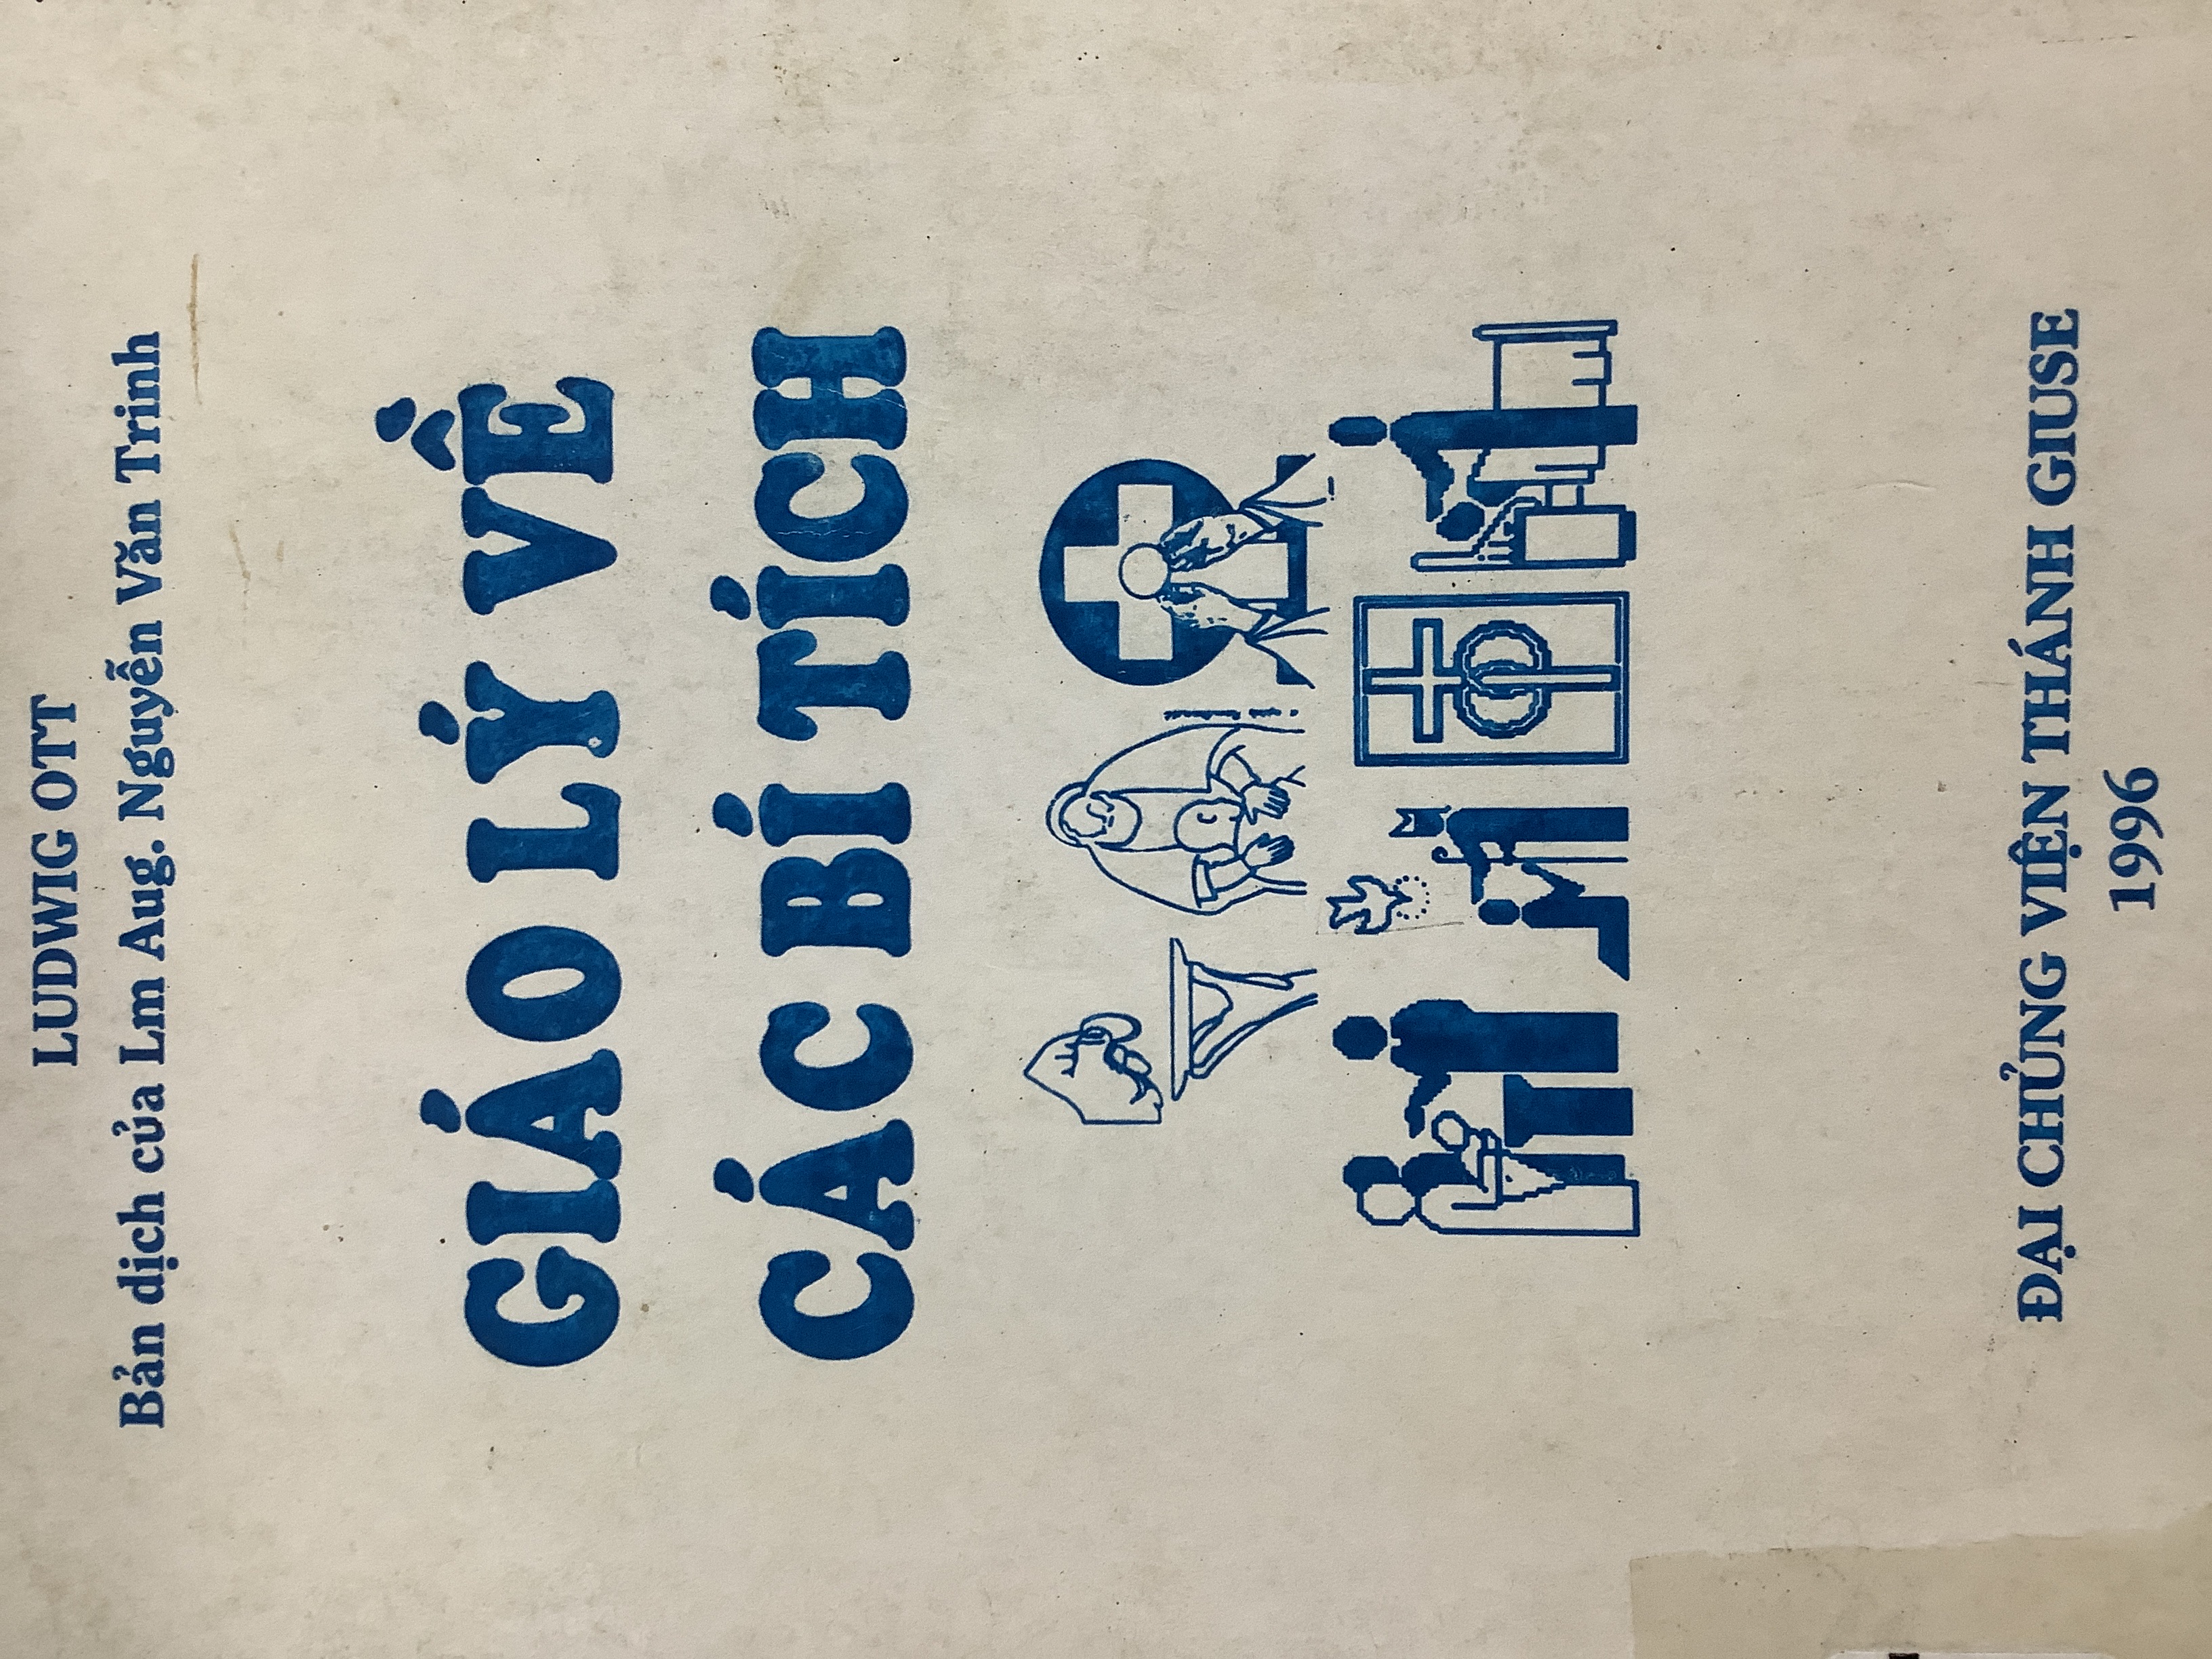 LUDWIG OTT
Bản dịch của Lm Aug. Nguyễn Văn Trinh
GIÁO LÝ VỀ
CÁC BÍ TÍCH
ĐẠI CHỦNG VIỆN THÁNH GIUSE
1996